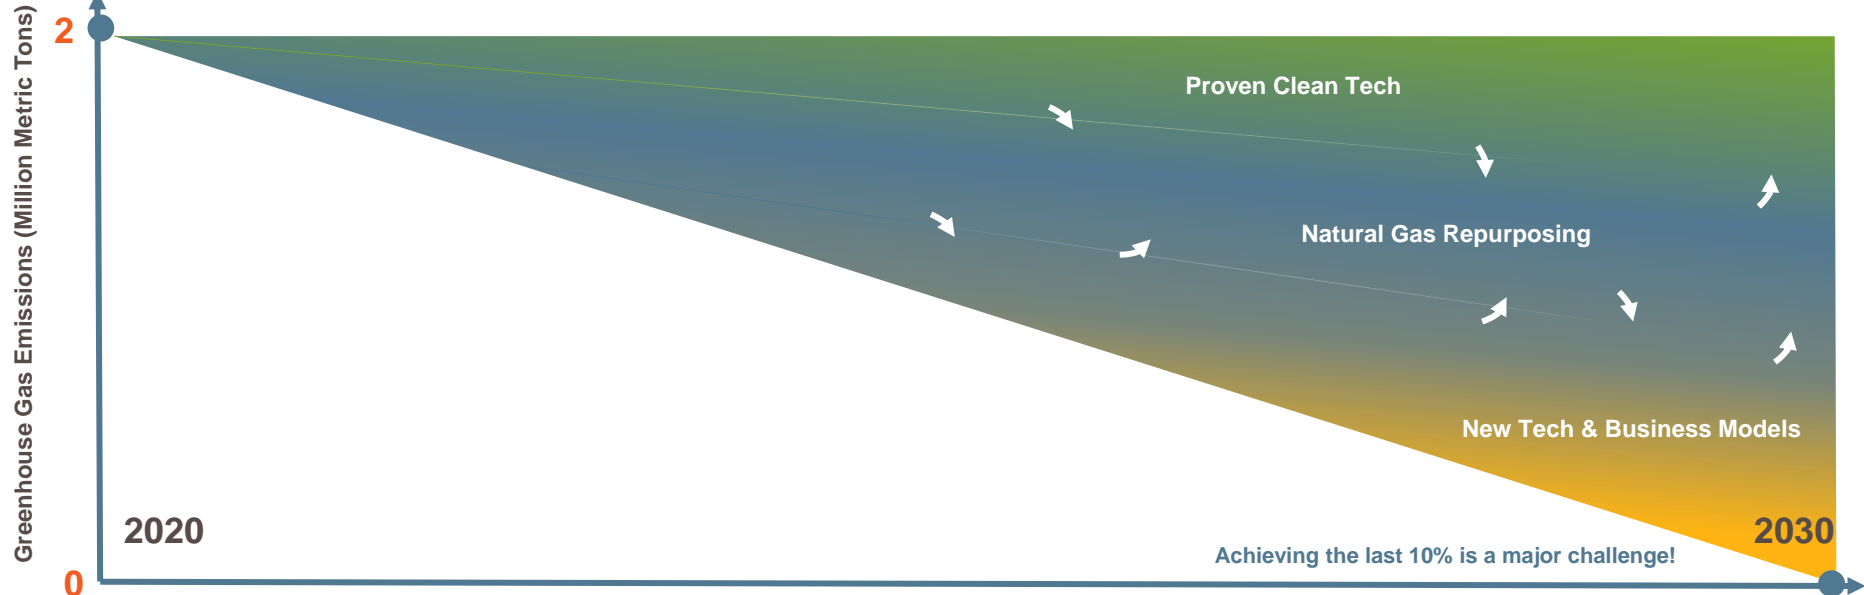 Greenhouse Gas Emissions (Million Metric Tons)
2
Proven Clean Tech
Natural Gas Repurposing
New Tech & Business Models
2020
2030
Achieving the last 10% is a major challenge!
0